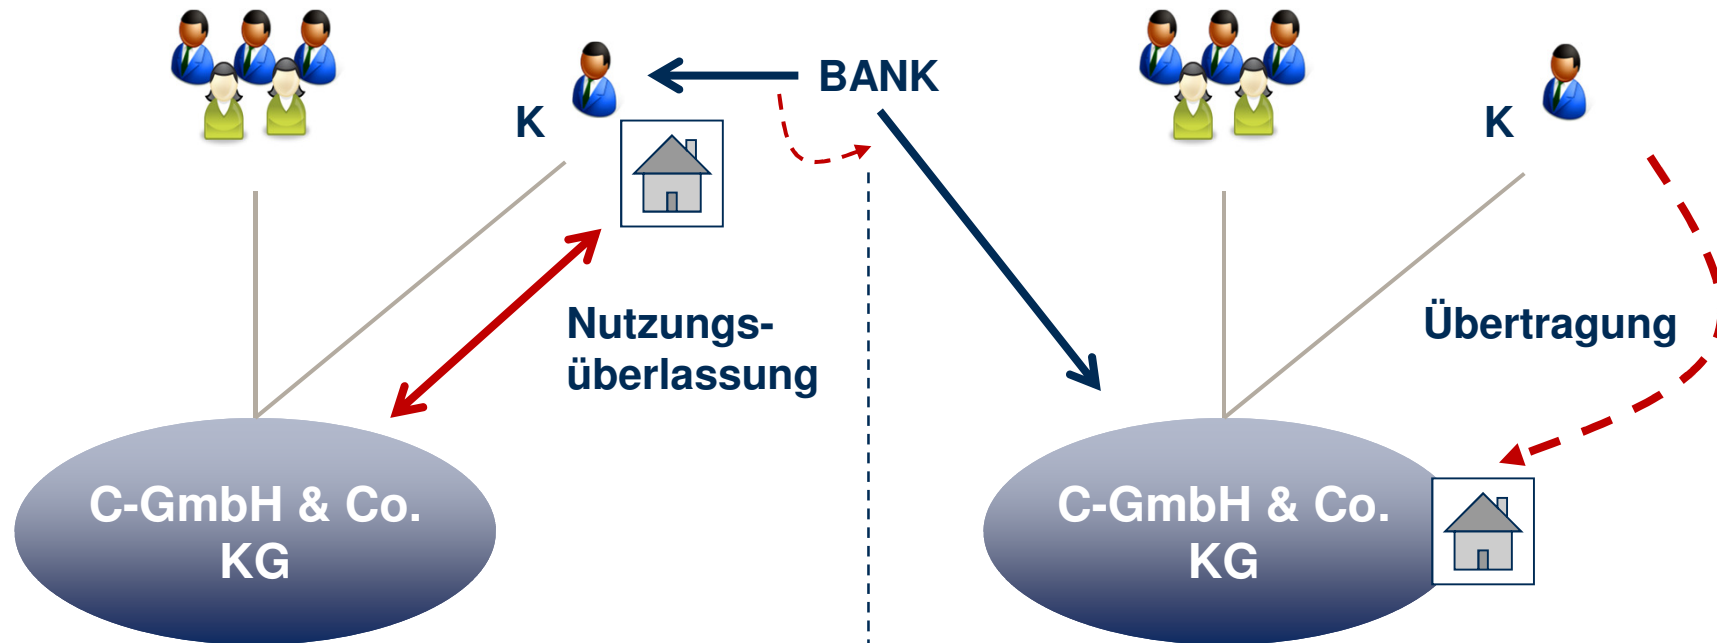 BANK
K
K
Nutzungs-
überlassung
Übertragung
C-GmbH & Co.
KG
C-GmbH & Co.
KG